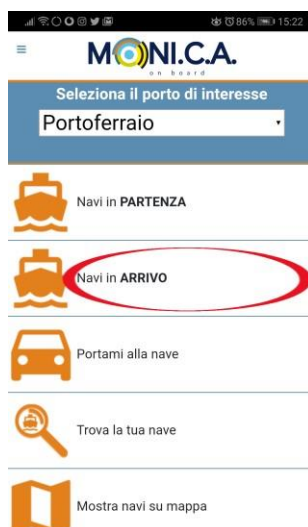 86% 15:22
MONI.C.A.
on board
Seleziona il porto di interesse
Portoferraio
Navi in PARTENZA
Navi in ARRIVO
Portami alla nave
Trova la tua nave
Mostra navi su mappa